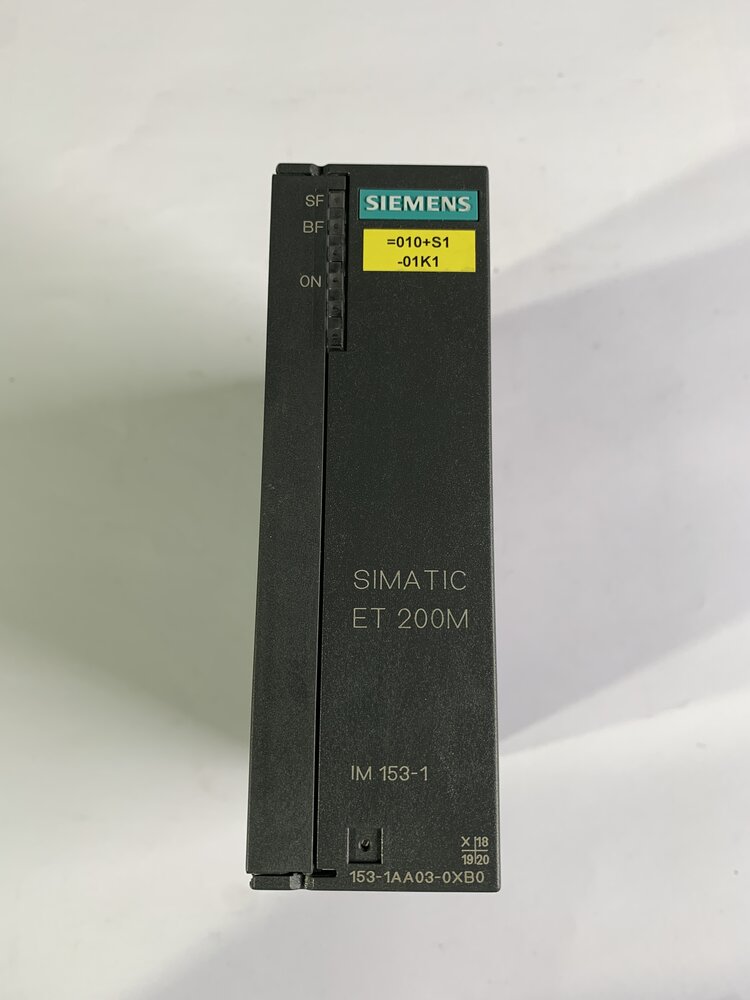 SF
SIEMENS
BF
=010+S1
-01K1
ON
SIMATIC
ET 200M
IM 153-1
X 18
19 20
153-1AA03-0XB0